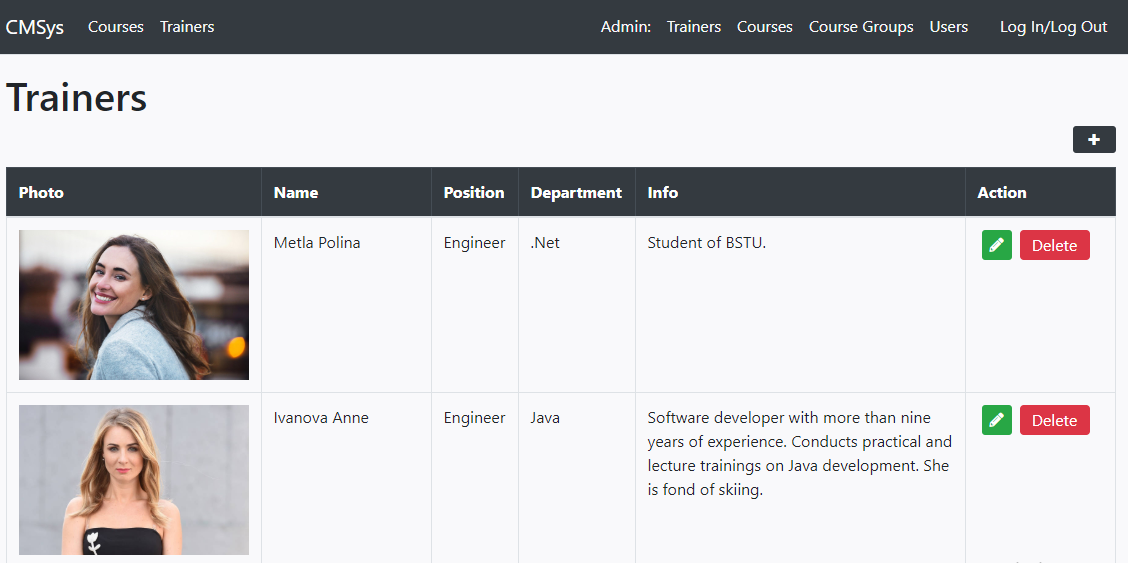 CMSys Courses Trainers Admin: Trainers Courses Course Groups Users Log In/Log Out
Trainers
+
Photo Name Position Department Info Action
Metla Polina Engineer .Net Student of BSTU. Delete
Ivanova Anne Engineer Java Software developer with more than nine
years of experience. Conducts practical and
lecture trainings on Java development. She
is fond of skiing.
Delete